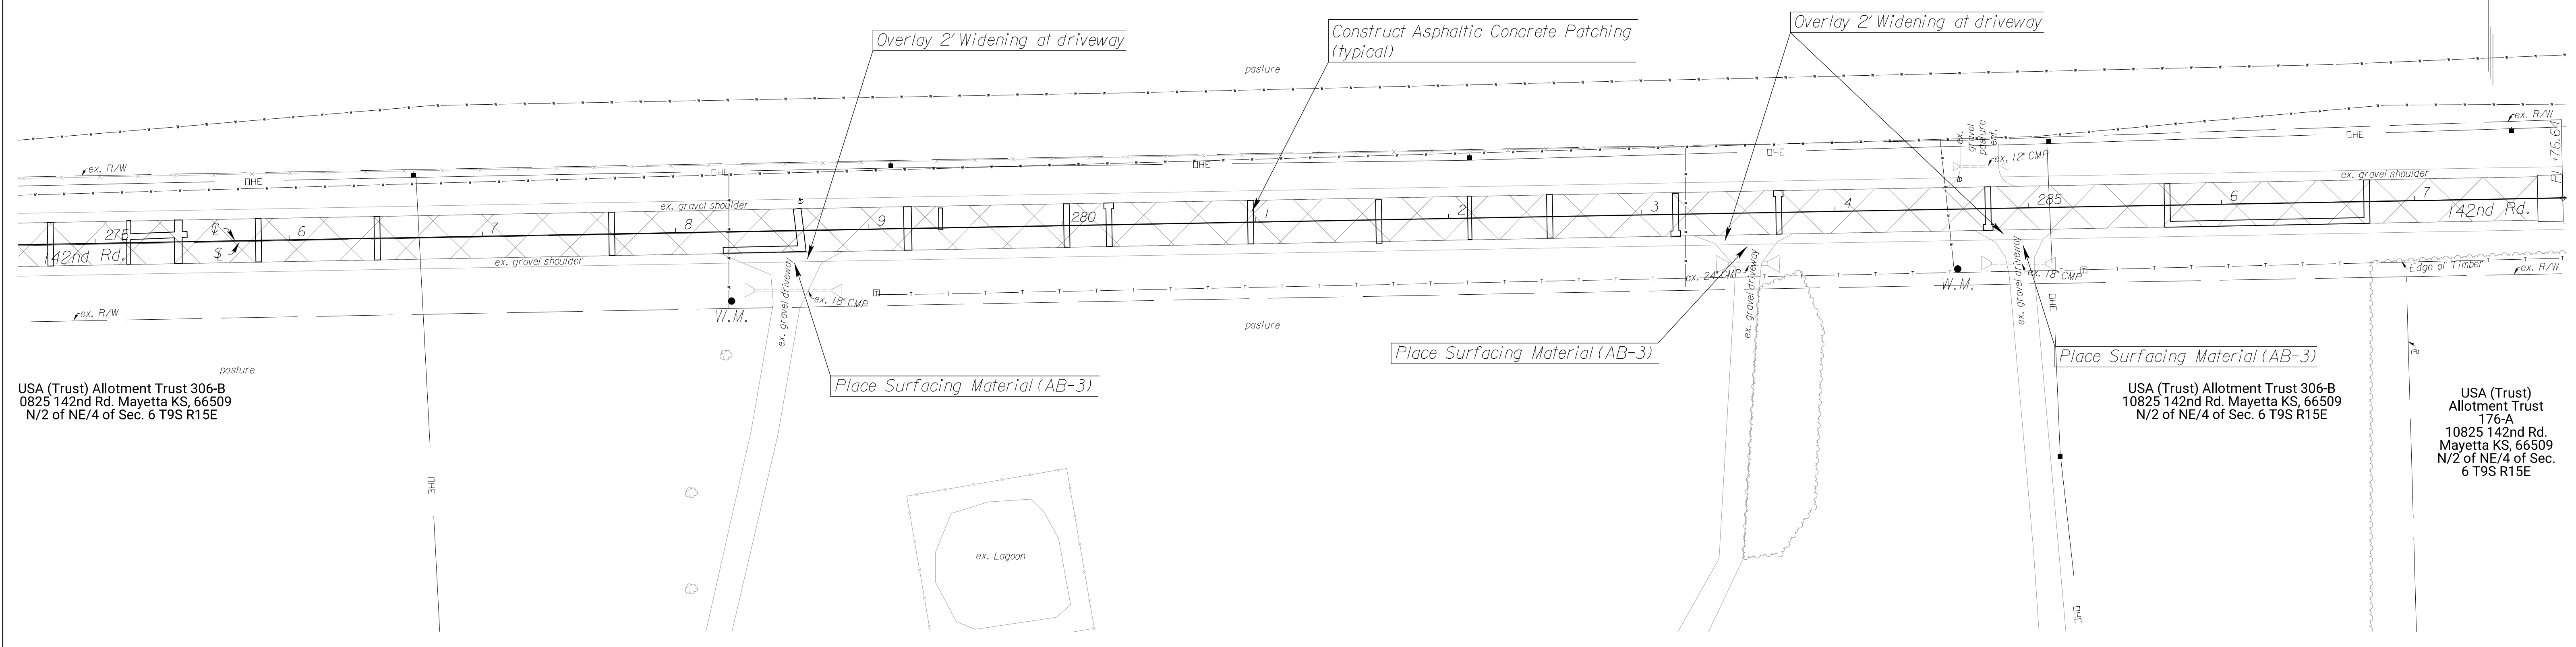 Overlay 2' Widening at driveway
Construct Asphaltic Concrete Patching
(typical)
Overlay 2' Widening at driveway
pasture
ex. R/W
OHE
OHE
OHE
OHE
OHE
ex. R/W
ex. gravel pasture ent.
ex. 12" CMP
PI +76.64
ex. gravel shoulder
ex. gravel shoulder
6
7
8
9
280
1
2
3
4
285
6
7
142nd Rd.
142nd Rd.
ex. gravel shoulder
ex. R/W
W.M.
ex. gravel driveway
ex. 18" CMP
T
pasture
ex. 24" CMP
ex. gravel driveway
W.M.
ex. gravel driveway
ex. 18" CMP
T
OHE
Edge of Timber
ex. R/W
Place Surfacing Material (AB-3)
Place Surfacing Material (AB-3)
Place Surfacing Material (AB-3)
pasture
USA (Trust) Allotment Trust 306-B
0825 142nd Rd. Mayetta KS, 66509
N/2 of NE/4 of Sec. 6 T9S R15E
USA (Trust) Allotment Trust 306-B
10825 142nd Rd. Mayetta KS, 66509
N/2 of NE/4 of Sec. 6 T9S R15E
USA (Trust)
Allotment Trust
176-A
10825 142nd Rd.
Mayetta KS, 66509
N/2 of NE/4 of Sec.
6 T9S R15E
OHE
ex. Lagoon
OHE